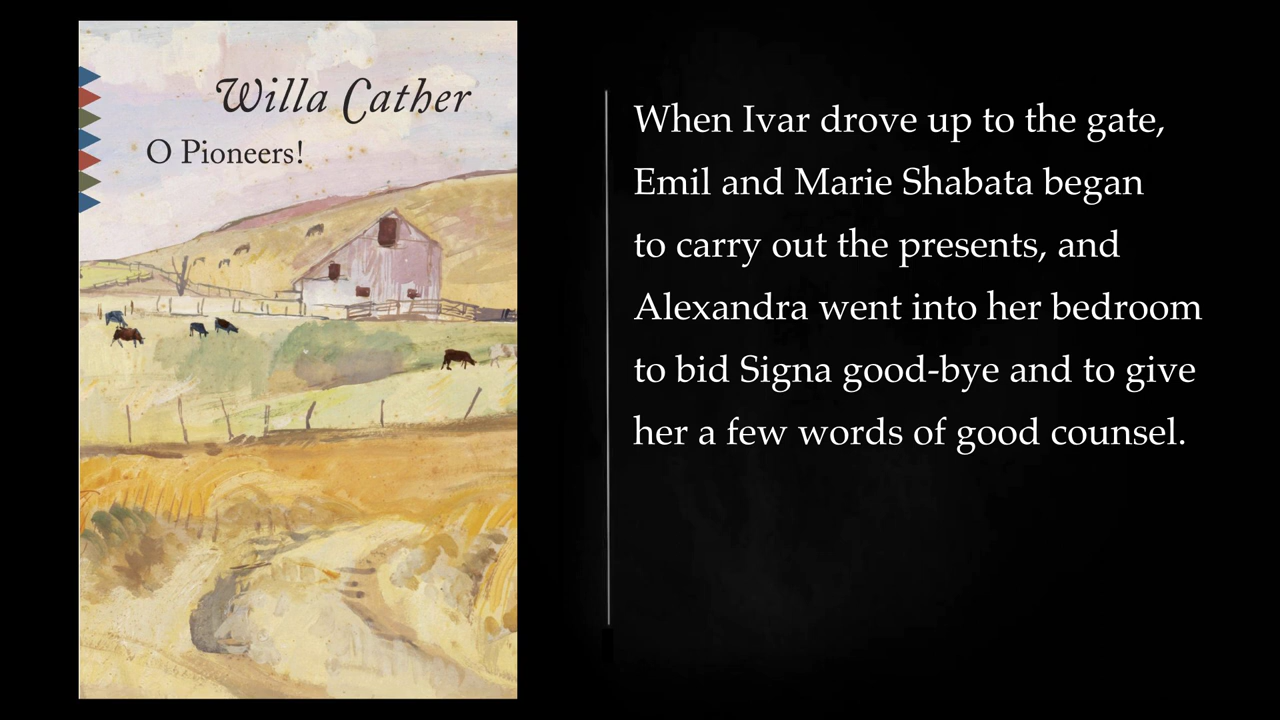 Willa Cather
O Pioneers!
When Ivar drove up to the gate,
Emil and Marie Shabata began
to carry out the presents, and
Alexandra went into her bedroom
to bid Signa good-bye and to give
her a few words of good counsel.